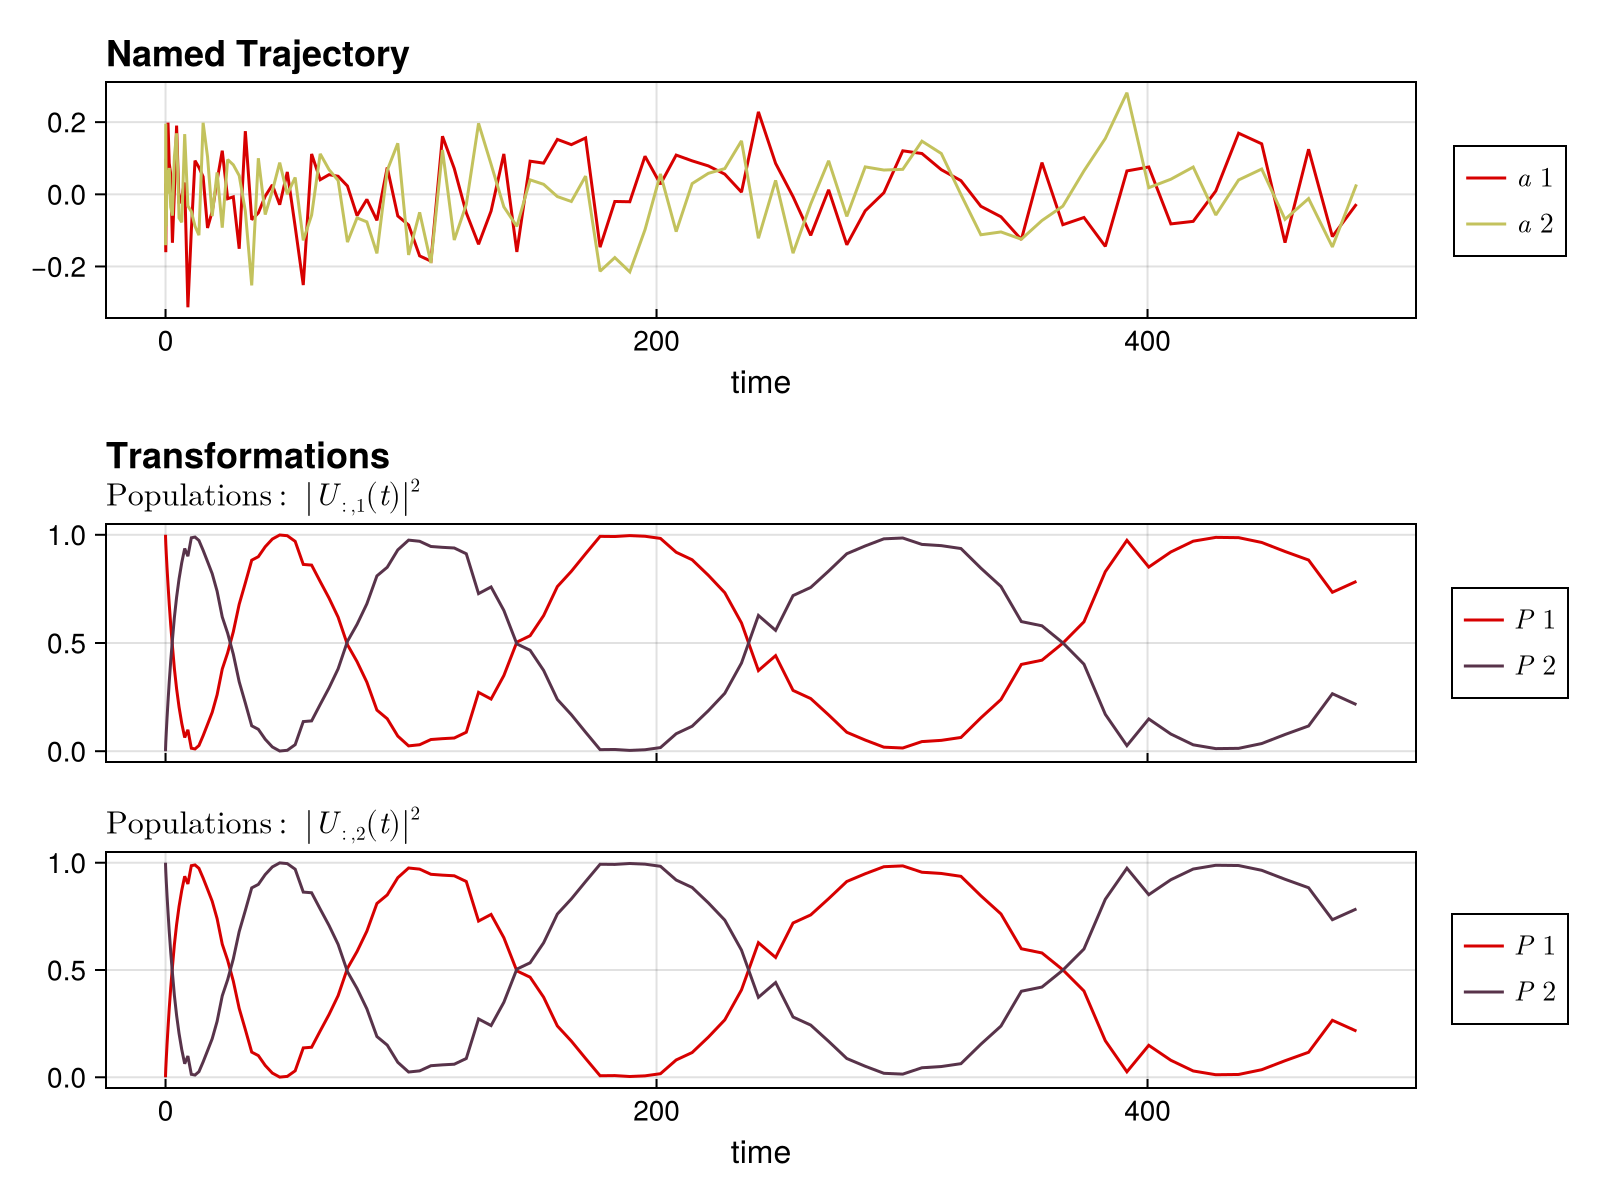 Named Trajectory
0.2
0.0
−0.2
0 200 400
time
a 1
a 2
Transformations
Populations: |U:,1(t)|²
1.0
0.5
0.0
P 1
P 2
Populations: |U:,2(t)|²
1.0
0.5
0.0
0 200 400
time
P 1
P 2